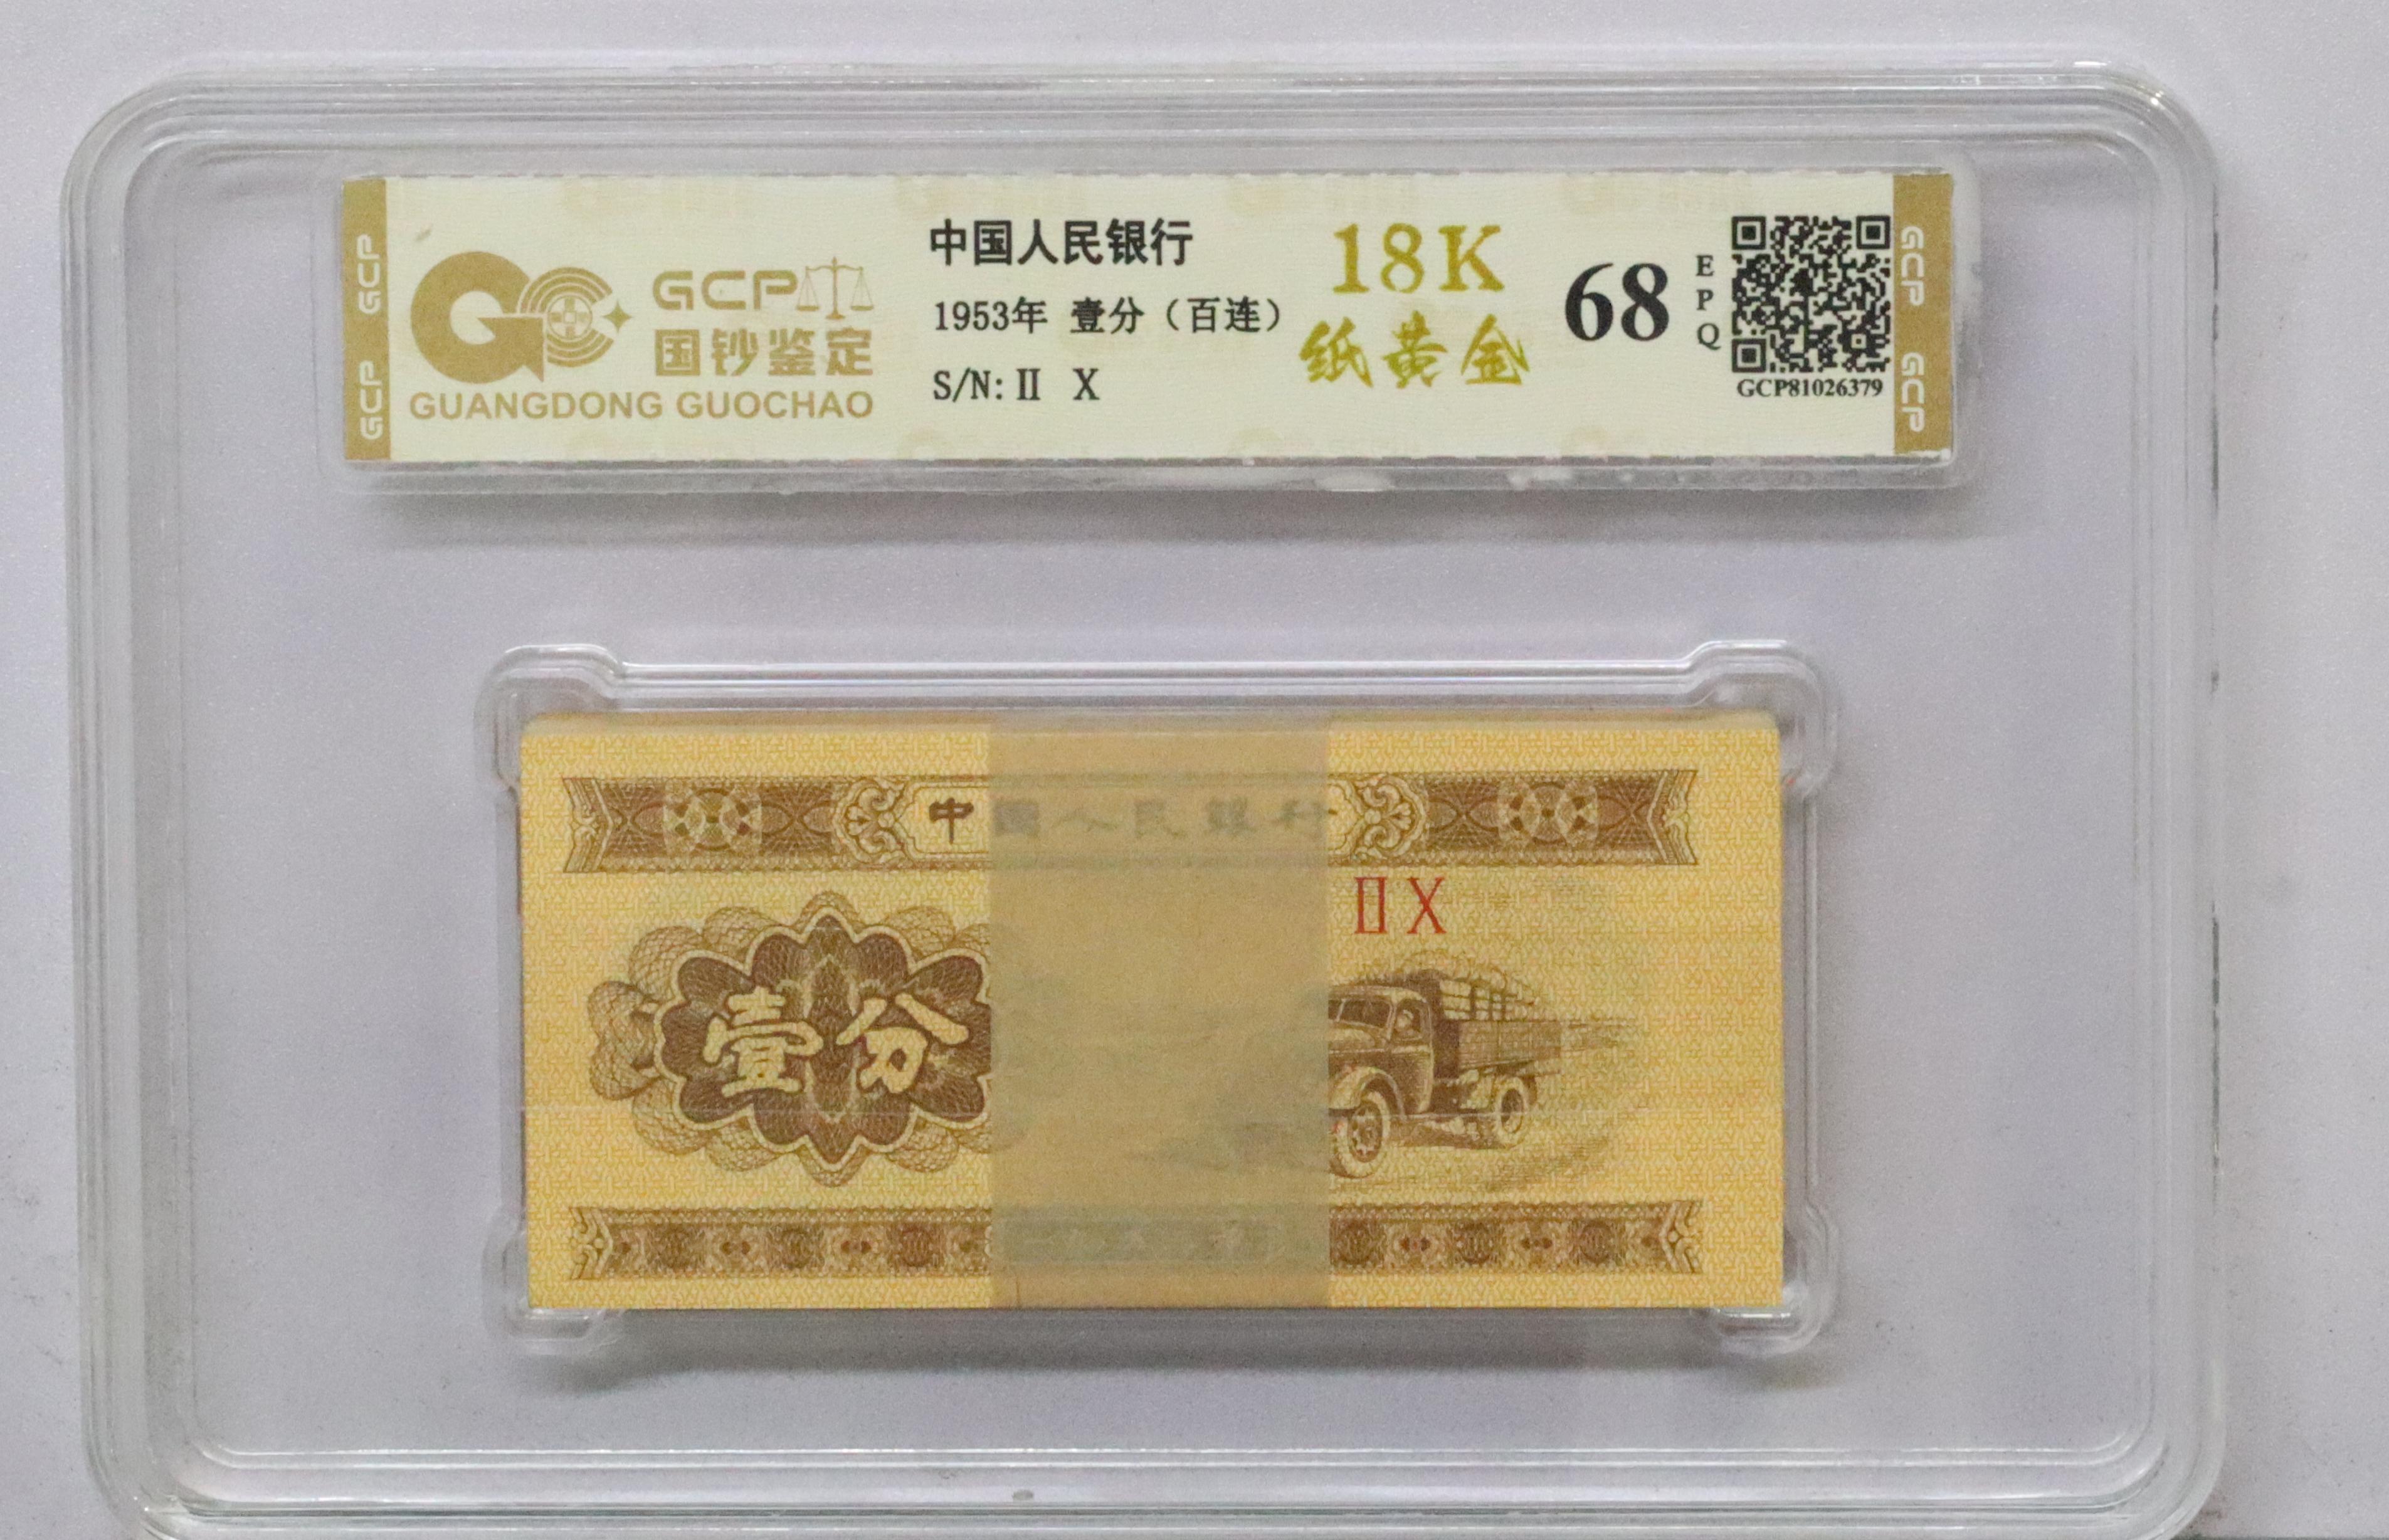 GCP GCP
GCP
国钞鉴定
GUANGDONG GUOCHAO
中国人民银行
1953年 壹分（百连）
S/N: Ⅱ X
18K
纸黄金
68
EPQ
GCP81026379
GCP GCP
中国人民银行
Ⅱ X
壹分